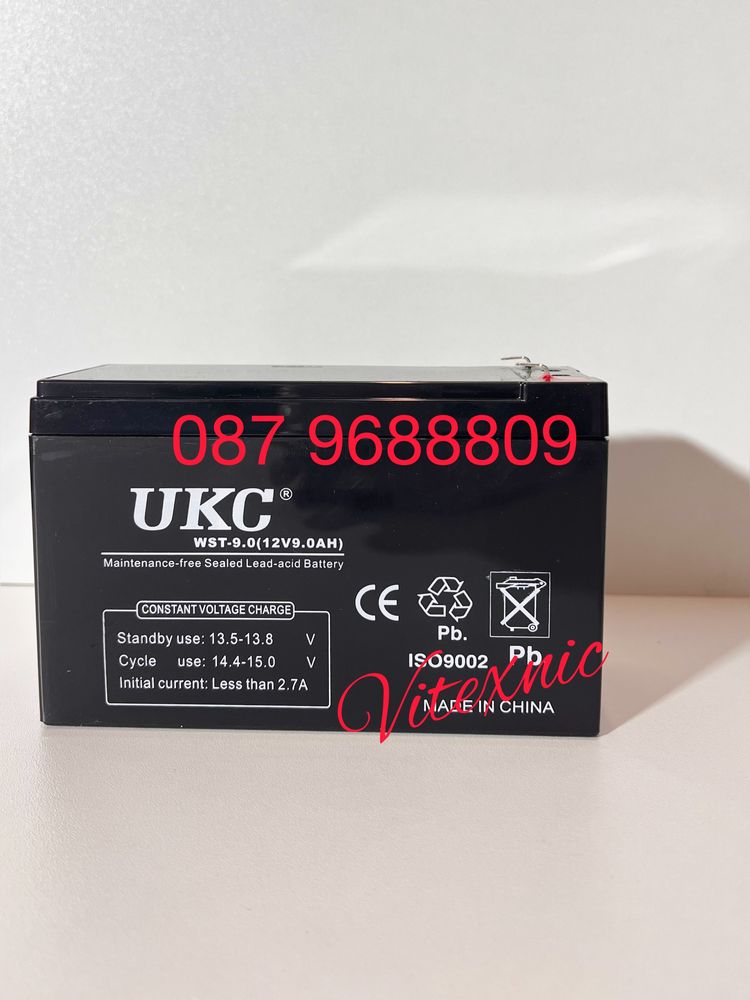 087 9688809
UKC®
WST-9.0(12V9.0AH)
Maintenance-free Sealed Lead-acid Battery
CONSTANT VOLTAGE CHARGE
Standby use: 13.5-13.8 V
Cycle use: 14.4-15.0 V
Initial current: Less than 2.7A
CE
Pb.
ISO9002
Pb
MADE IN CHINA
Vitexnic